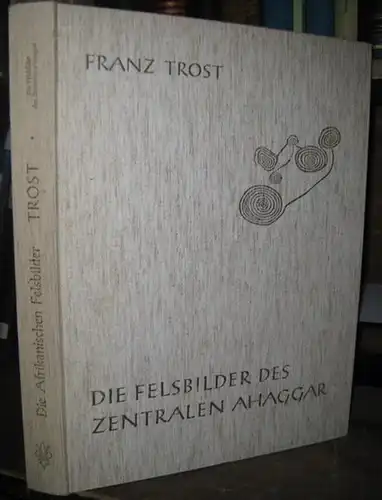 FRANZ TROST
DIE FELSBILDER DES
ZENTRALEN AHAGGAR
Die Afrikanischen Felsbilder
TROST